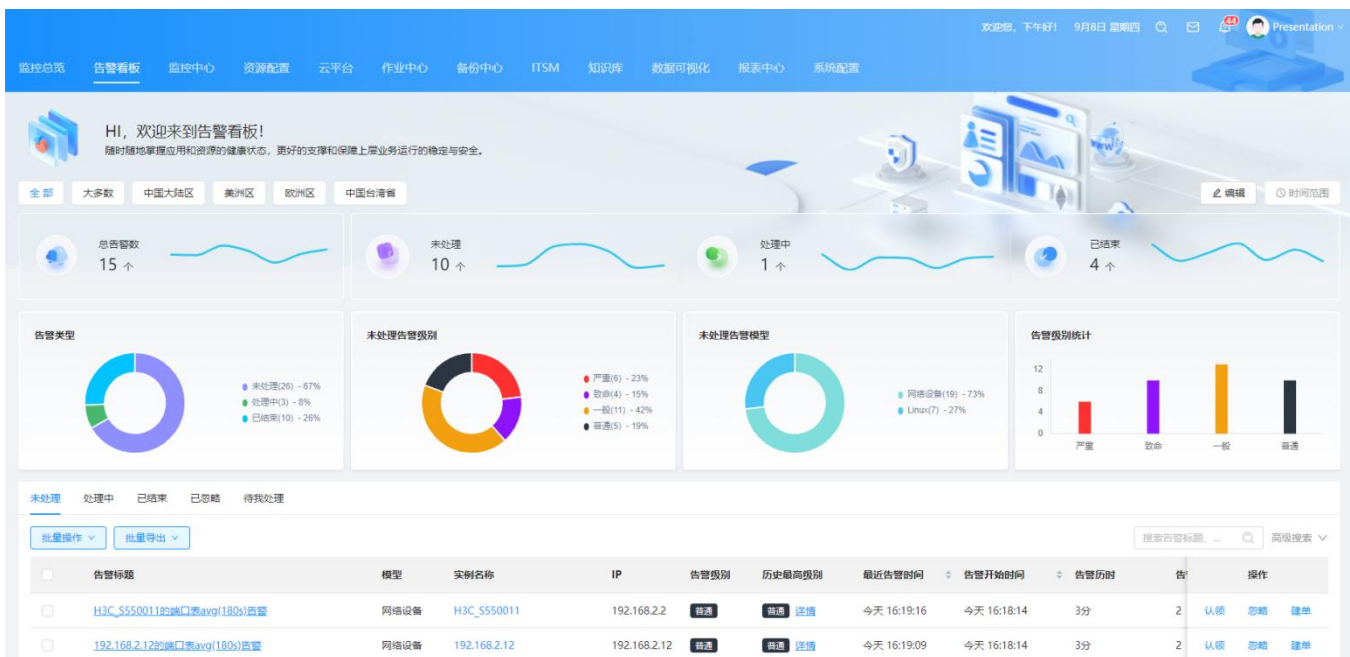 欢迎您，下午好! 9月8日 星期四 44 Presentation
监控总览 告警看板 监控中心 资源配置 云平台 作业中心 备份中心 ITSM 知识库 数据可视化 报表中心 系统配置
HI，欢迎来到告警看板!
随时随地掌握应用和资源的健康状态，更好的支撑和保障上层业务运行的稳定与安全。
www
全部 大多数 中国大陆区 美洲区 欧洲区 中国台湾省 编辑 时间范围
总告警数 未处理 处理中 已结束
15 个 10 个 1 个 4 个
告警类型 未处理告警级别 未处理告警模型 告警级别统计
未处理(26) - 67%
处理中(3) - 8%
已结束(10) - 26%
严重(6) - 23%
致命(4) - 15%
一般(11) - 42%
普通(5) - 19%
网络设备(19) - 73%
Linux(7) - 27%
12
8
4
0
严重 致命 一般 普通
未处理 处理中 已结束 已忽略 待我处理
批量操作 批量导出 搜索告警标题，... 高级搜索
告警标题 模型 实例名称 IP 告警级别 历史最高级别 最近告警时间 告警开始时间 告警历时 告 操作
H3C_S550011的端口表avg(180s)告警 网络设备 H3C_S550011 192.168.2.2 普通 普通 详情 今天 16:19:16 今天 16:18:14 3分 2 认领 忽略 建单
192.168.2.12的端口表avg(180s)告警 网络设备 192.168.2.12 192.168.2.12 普通 普通 详情 今天 16:19:09 今天 16:18:14 3分 2 认领 忽略 建单